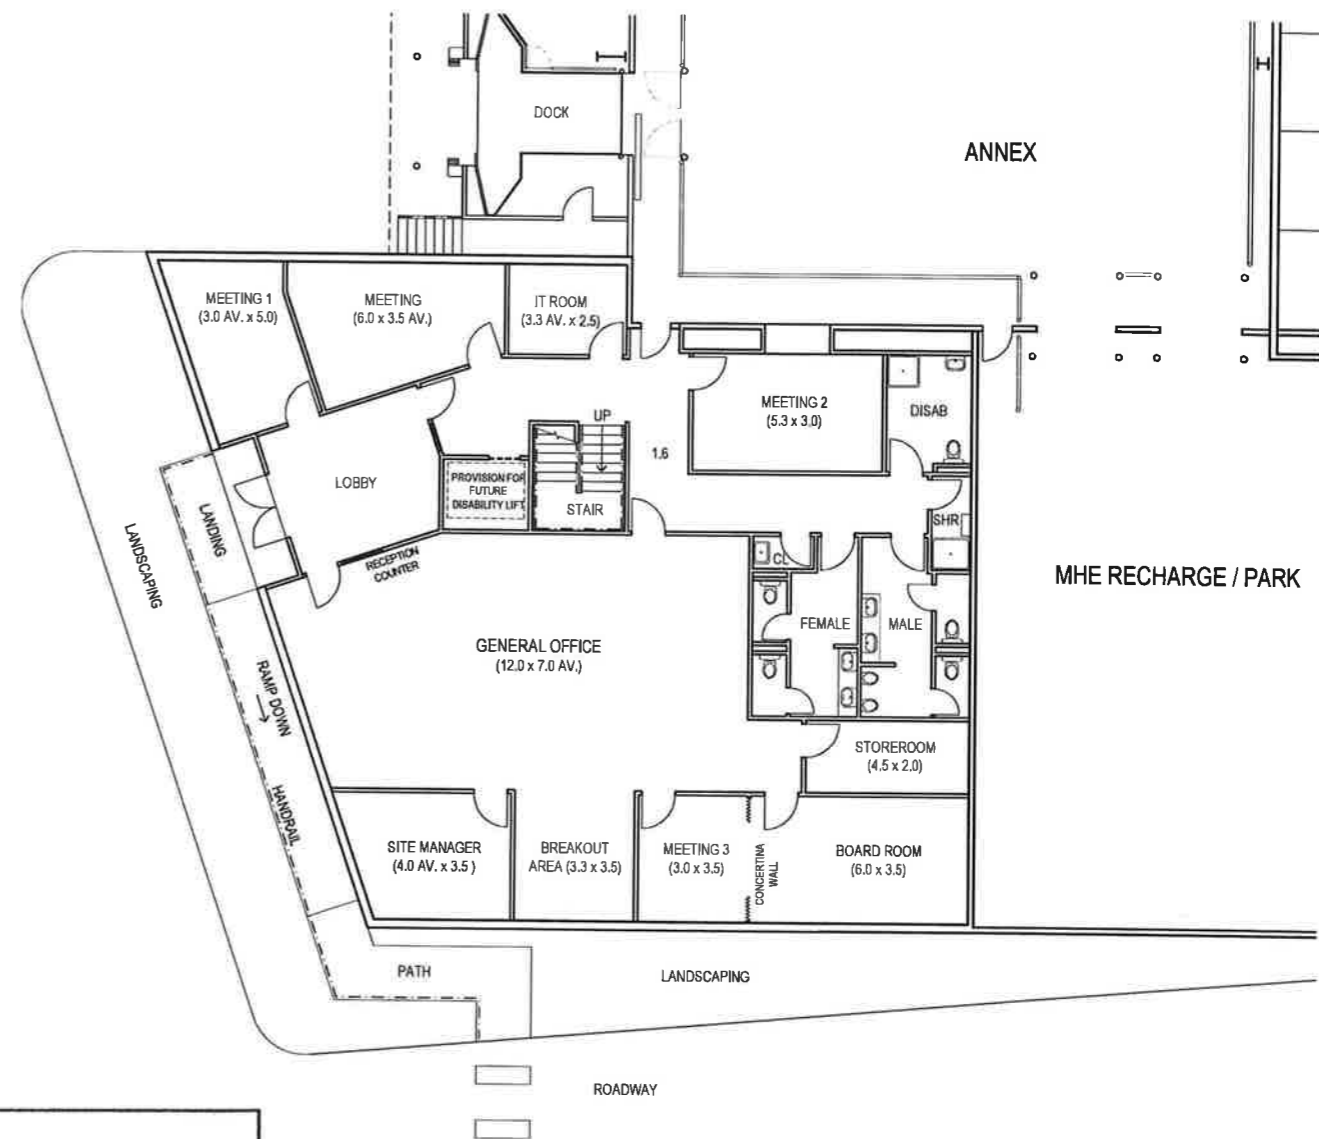 DOCK
ANNEX
MEETING 1
(3.0 AV. x 5.0)
MEETING
(6.0 x 3.5 AV.)
IT ROOM
(3.3 AV. x 2.5)
MEETING 2
(5.3 x 3.0)
DISAB
UP
1.6
LOBBY
PROVISION FOR
FUTURE
DISABILITY LIFT
STAIR
SHR
LANDING
LANDSCAPING
RECEPTION
COUNTER
CL
MHE RECHARGE / PARK
FEMALE
MALE
GENERAL OFFICE
(12.0 x 7.0 AV.)
RAMP DOWN
HANDRAIL
STOREROOM
(4.5 x 2.0)
SITE MANAGER
(4.0 AV. x 3.5 )
BREAKOUT
AREA (3.3 x 3.5)
MEETING 3
(3.0 x 3.5)
CONCERTINA
WALL
BOARD ROOM
(6.0 x 3.5)
PATH
LANDSCAPING
ROADWAY